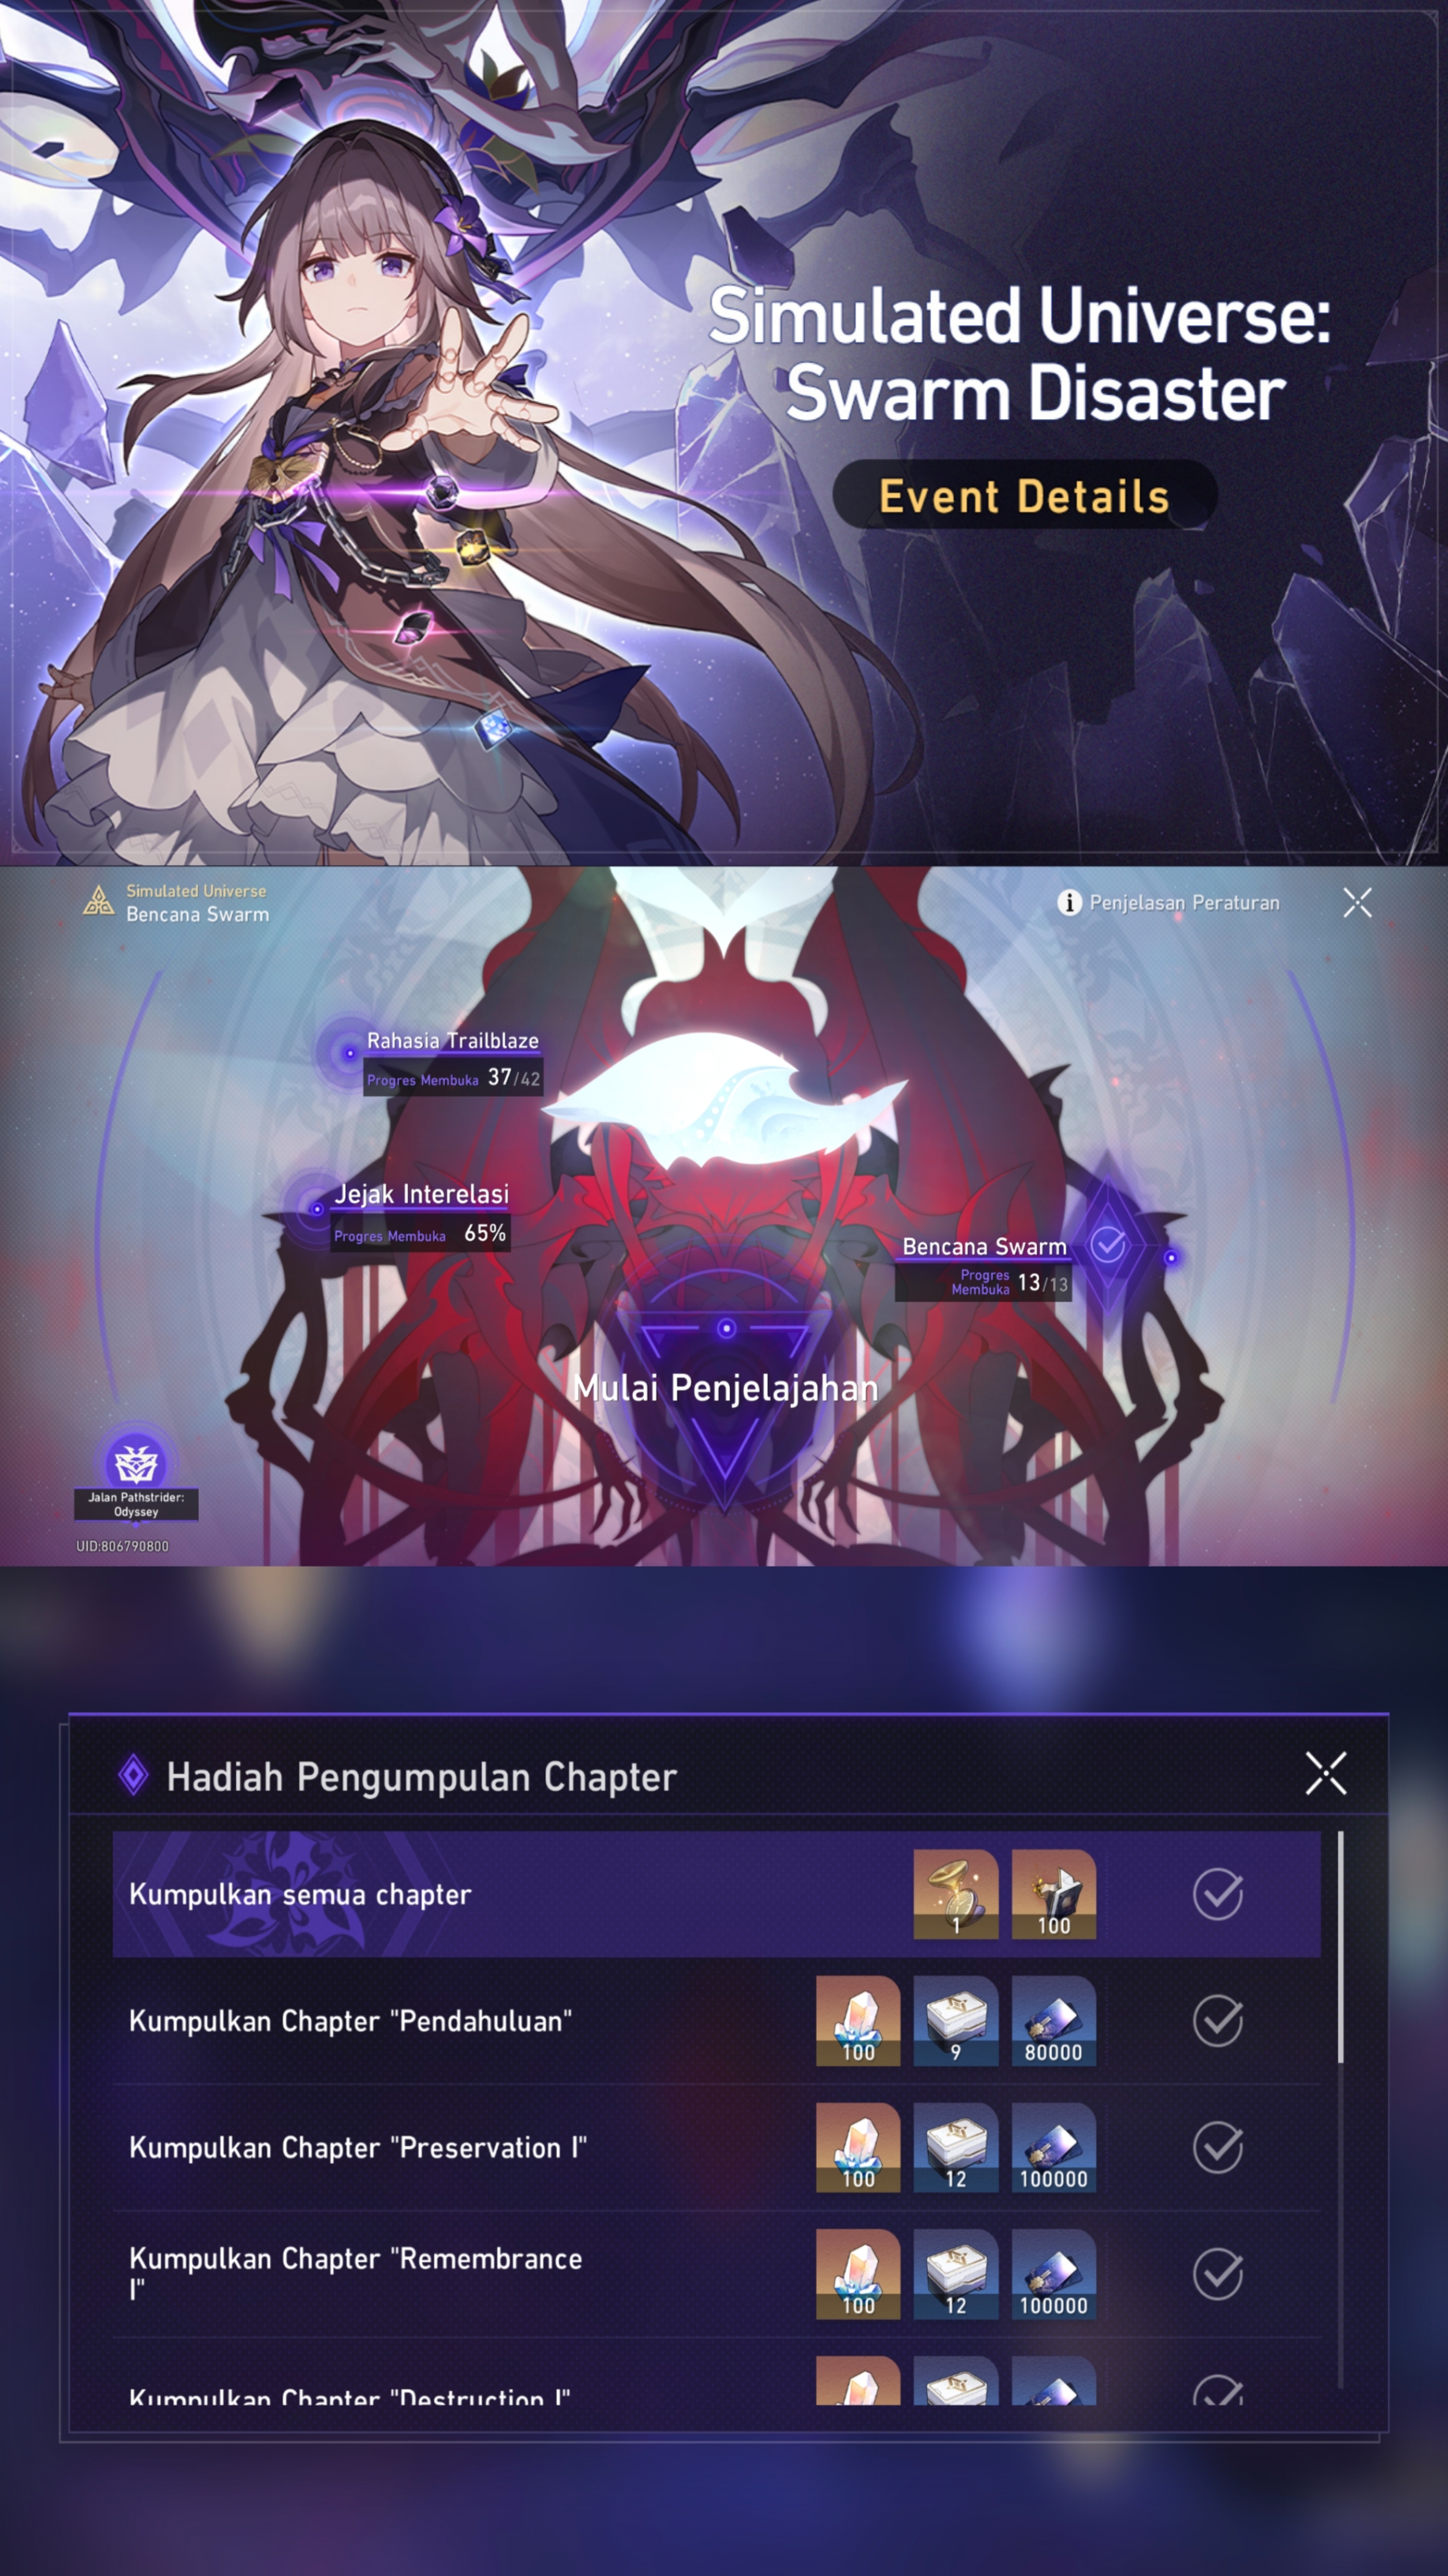 Simulated Universe:
Swarm Disaster
Event Details
Simulated Universe
Bencana Swarm
Penjelasan Peraturan
Rahasia Trailblaze
Progres Membuka 37/42
Jejak Interelasi
Progres Membuka 65%
Bencana Swarm
Progres
Membuka 13/13
Mulai Penjelajahan
Jalan Pathstrider:
Odyssey
UID:806790800
Hadiah Pengumpulan Chapter
Kumpulkan semua chapter
1 100
Kumpulkan Chapter "Pendahuluan"
100 9 80000
Kumpulkan Chapter "Preservation I"
100 12 100000
Kumpulkan Chapter "Remembrance
I"
100 12 100000
Kumpulkan Chapter "Destruction I"